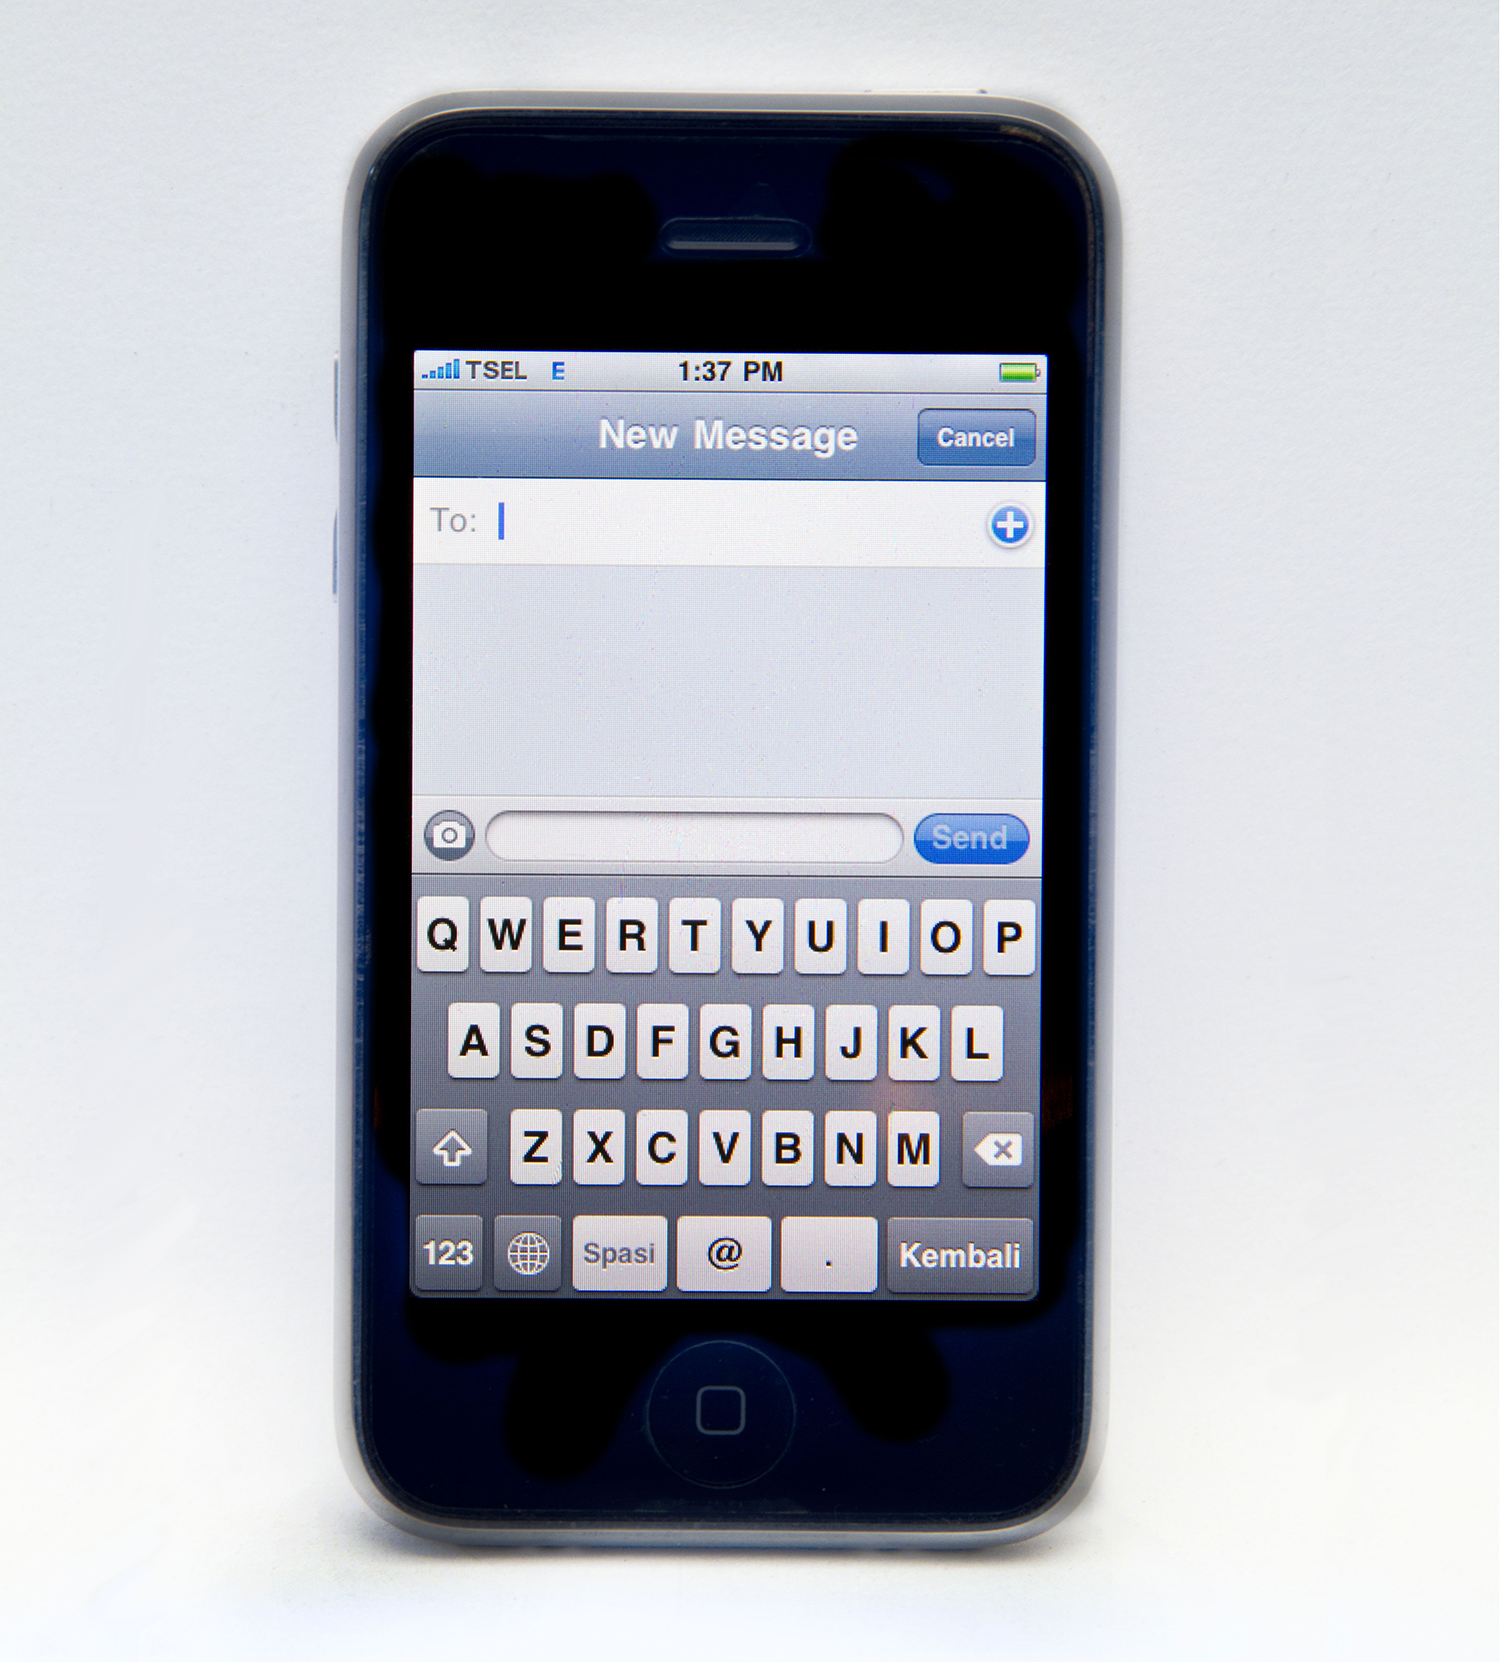 TSEL E 1:37 PM
New Message Cancel
To:
Send
Q W E R T Y U I O P
A S D F G H J K L
Z X C V B N M
123 Spasi @ . Kembali